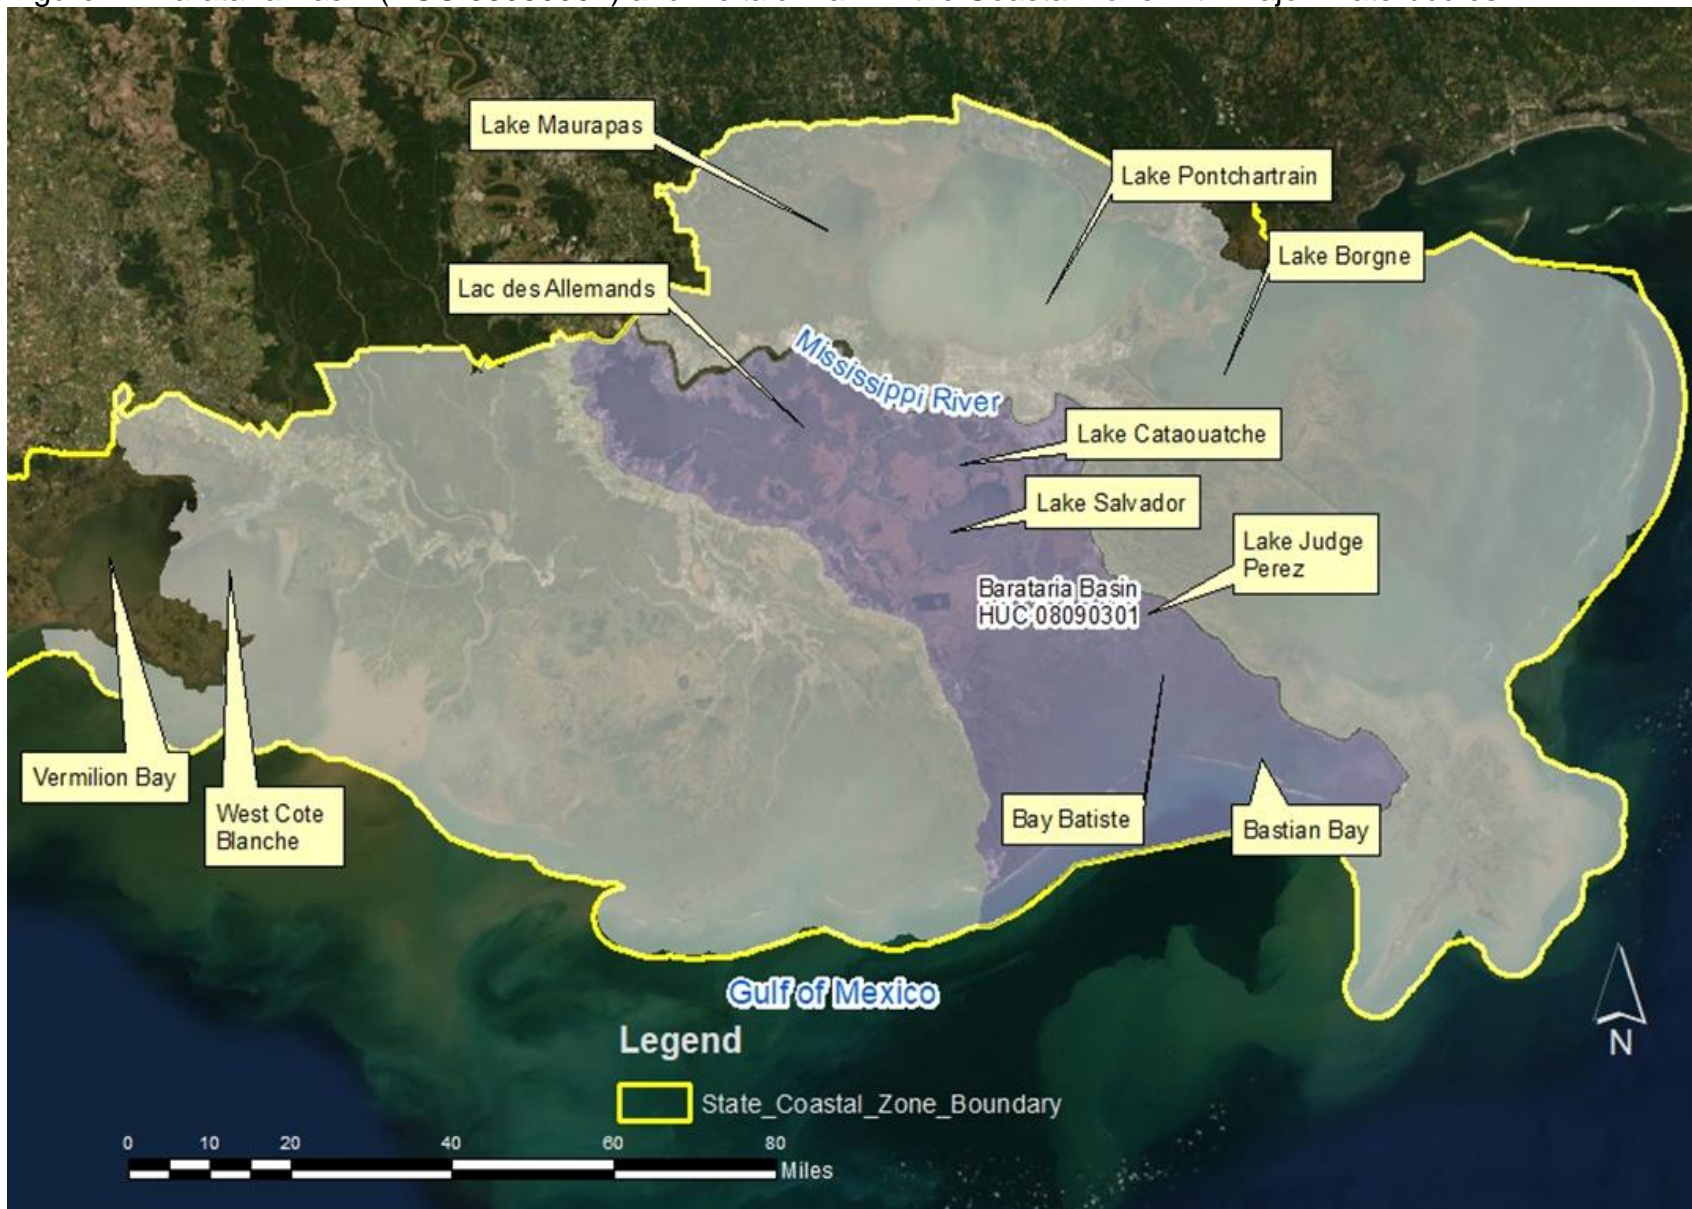 Lake Maurapas
Lake Pontchartrain
Lake Borgne
Lac des Allemands
Mississippi River
Lake Cataouatche
Lake Salvador
Lake Judge
Perez
Barataria Basin
HUC 08090301
Vermilion Bay
West Cote
Blanche
Bay Batiste
Bastian Bay
Gulf of Mexico
Legend
State_Coastal_Zone_Boundary
N
0 10 20 40 60 80
Miles